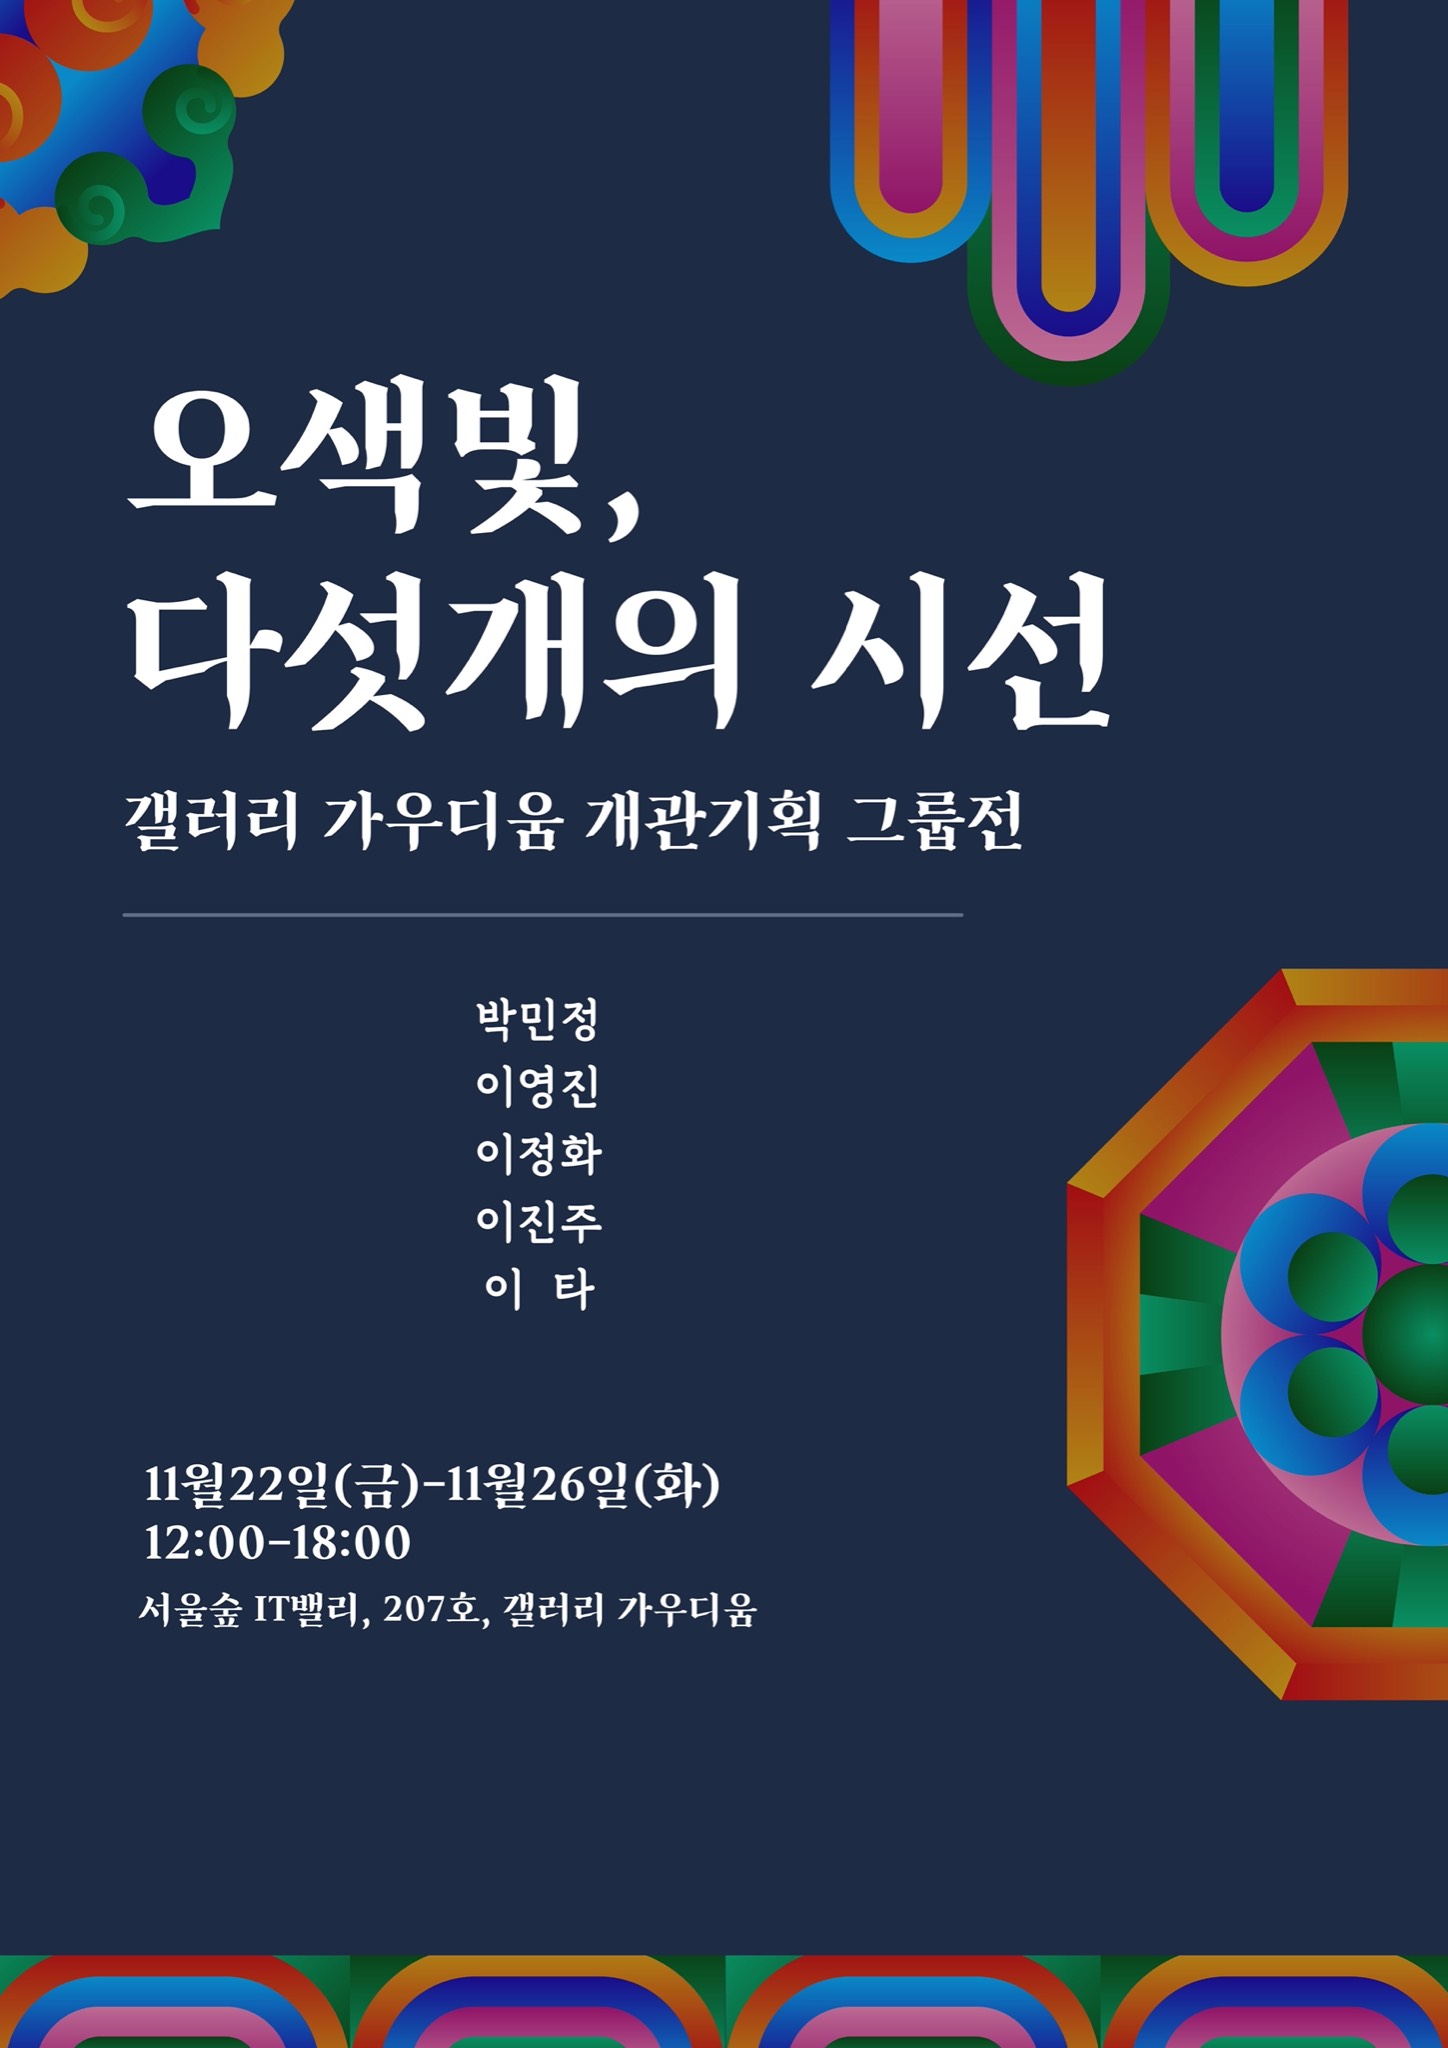 오색빛,
다섯개의 시선
갤러리 가우디움 개관기획 그룹전
박민정
이영진
이정화
이진주
이 타
11월22일(금)-11월26일(화)
12:00-18:00
서울숲 IT밸리, 207호, 갤러리 가우디움